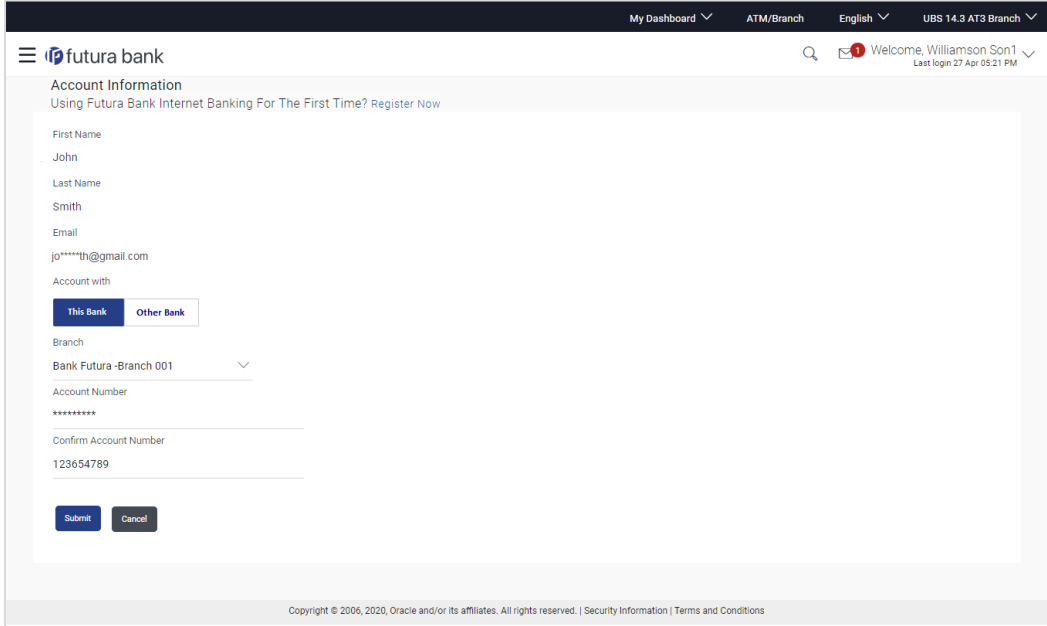 My Dashboard ATM/Branch English UBS 14.3 AT3 Branch
futura bank
1 Welcome, Williamson Son1
Last login 27 Apr 05:21 PM
Account Information
Using Futura Bank Internet Banking For The First Time? Register Now
First Name
John
Last Name
Smith
Email
jo*****th@gmail.com
Account with
This Bank Other Bank
Branch
Bank Futura -Branch 001
Account Number
*********
Confirm Account Number
123654789
Submit Cancel
Copyright © 2006, 2020, Oracle and/or its affiliates. All rights reserved. | Security Information | Terms and Conditions